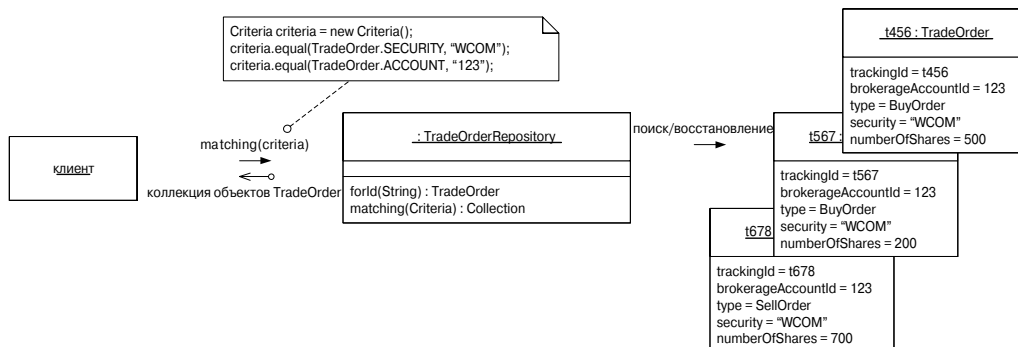 Criteria criteria = new Criteria();
criteria.equal(TradeOrder.SECURITY, “WCOM”);
criteria.equal(TradeOrder.ACCOUNT, “123”);
клиент
matching(criteria)
коллекция объектов TradeOrder
: TradeOrderRepository
forId(String) : TradeOrder
matching(Criteria) : Collection
поиск/восстановление
t456 : TradeOrder
trackingId = t456
brokerageAccountId = 123
type = BuyOrder
security = “WCOM”
numberOfShares = 500
t567 :
trackingId = t567
brokerageAccountId = 123
type = BuyOrder
security = “WCOM”
numberOfShares = 200
t678
trackingId = t678
brokerageAccountId = 123
type = SellOrder
security = “WCOM”
numberOfShares = 700